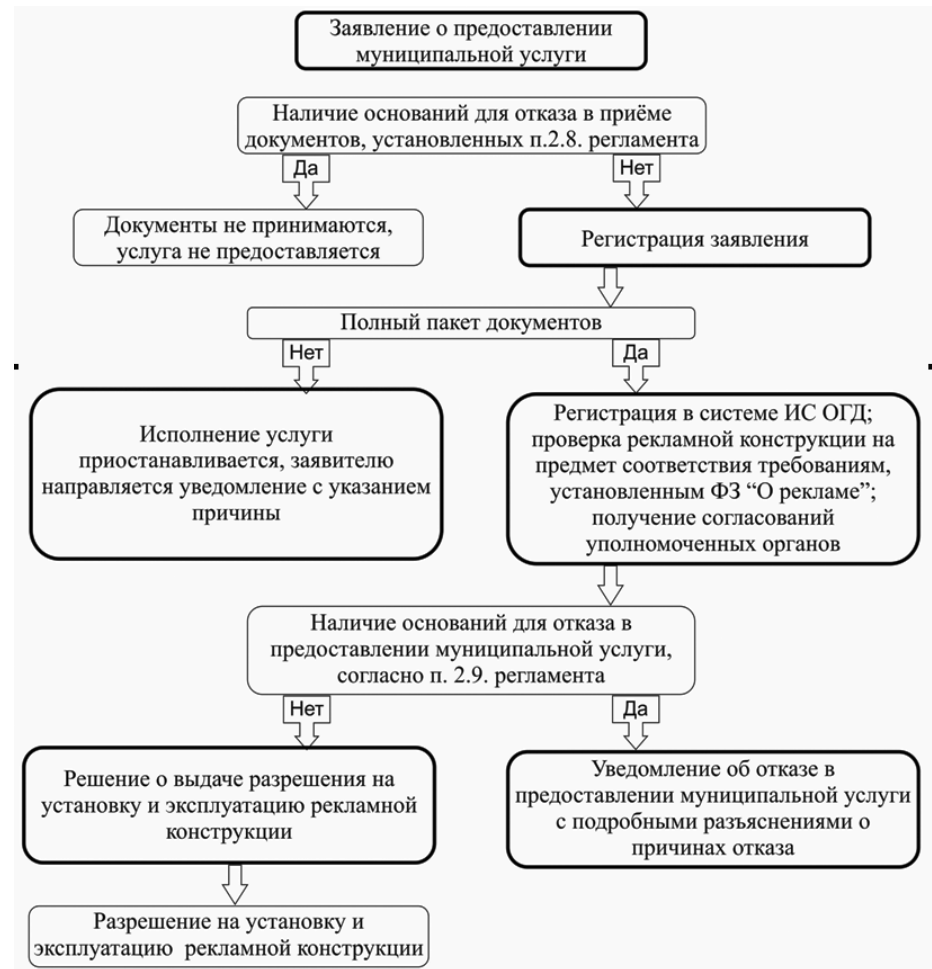 Заявление о предоставлении
муниципальной услуги
Наличие оснований для отказа в приёме
документов, установленных п.2.8. регламента
Да
Нет
Документы не принимаются,
услуга не предоставляется
Регистрация заявления
Полный пакет документов
Нет
Да
Исполнение услуги
приостанавливается, заявителю
направляется уведомление с указанием
причины
Регистрация в системе ИС ОГД;
проверка рекламной конструкции на
предмет соответствия требованиям,
установленным ФЗ “О рекламе”;
получение согласований
уполномоченных органов
Наличие оснований для отказа в
предоставлении муниципальной услуги,
согласно п. 2.9. регламента
Нет
Да
Решение о выдаче разрешения на
установку и эксплуатацию рекламной
конструкции
Уведомление об отказе в
предоставлении муниципальной услуги
с подробными разъяснениями о
причинах отказа
Разрешение на установку и
эксплуатацию рекламной конструкции